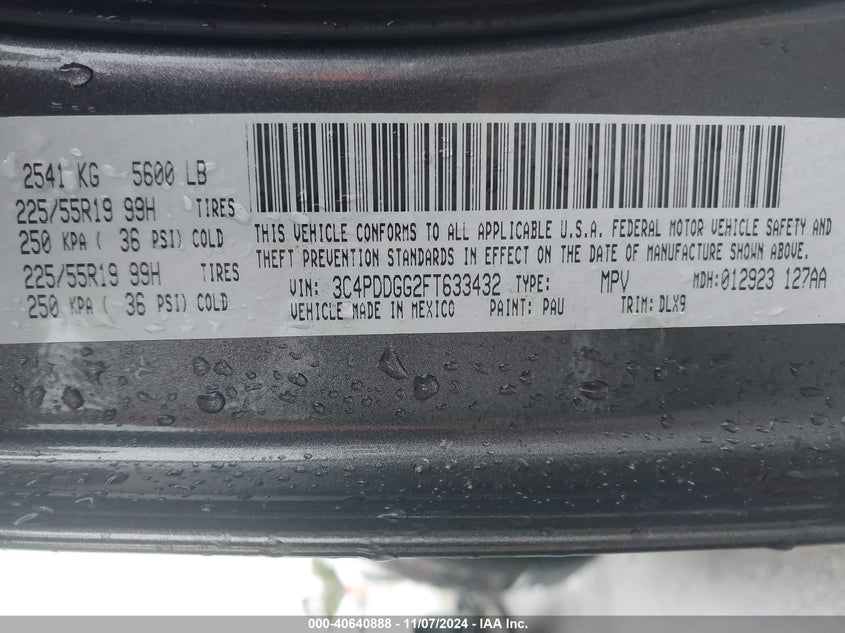 2541 KG 5600 LB
225/55R19 99H TIRES
250 KPA ( 36 PSI) COLD
225/55R19 99H TIRES
250 KPA ( 36 PSI) COLD
THIS VEHICLE CONFORMS TO ALL APPLICABLE U.S.A. FEDERAL MOTOR VEHICLE SAFETY AND
THEFT PREVENTION STANDARDS IN EFFECT ON THE DATE OF MANUFACTURE SHOWN ABOVE.
VIN: 3C4PDDGG2FT633432 TYPE: MPV MDH:012923 127AA
VEHICLE MADE IN MEXICO PAINT: PAU TRIM: DLX9
000-40640888 - 11/07/2024 - IAA Inc.